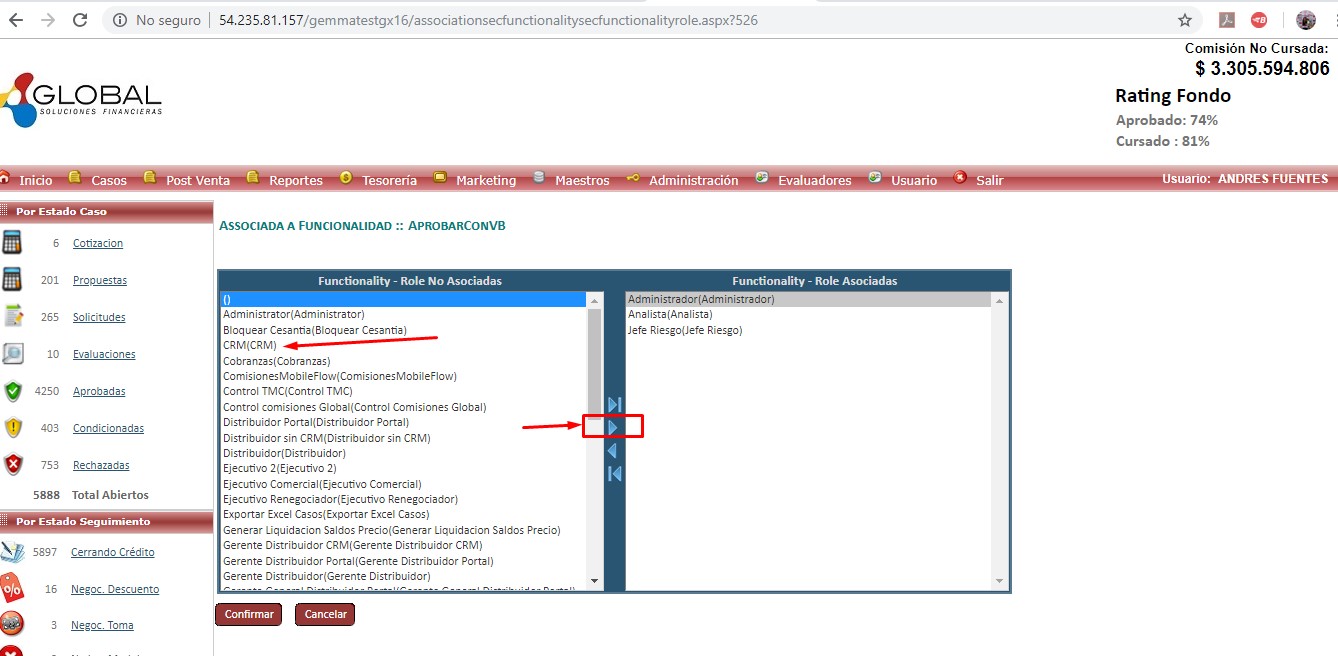 No seguro | 54.235.81.157/gemmatestgx16/associationsecfunctionalitysecfunctionalityrole.aspx?526
Comisión No Cursada:
$ 3.305.594.806
GLOBAL
SOLUCIONES FINANCIERAS
Rating Fondo
Aprobado: 74%
Cursado : 81%
Inicio Casos Post Venta Reportes Tesorería Marketing Maestros Administración Evaluadores Usuario Salir Usuario: ANDRES FUENTES
Por Estado Caso
6 Cotizacion
201 Propuestas
265 Solicitudes
10 Evaluaciones
4250 Aprobadas
403 Condicionadas
753 Rechazadas
5888 Total Abiertos
Por Estado Seguimiento
5897 Cerrando Crédito
16 Negoc. Descuento
3 Negoc. Toma
ASSOCIADA A FUNCIONALIDAD :: APROBARCONVB
Functionality - Role No Asociadas
()
Administrator(Administrator)
Bloquear Cesantia(Bloquear Cesantia)
CRM(CRM)
Cobranzas(Cobranzas)
ComisionesMobileFlow(ComisionesMobileFlow)
Control TMC(Control TMC)
Control comisiones Global(Control Comisiones Global)
Distribuidor Portal(Distribuidor Portal)
Distribuidor sin CRM(Distribuidor sin CRM)
Distribuidor(Distribuidor)
Ejecutivo 2(Ejecutivo 2)
Ejecutivo Comercial(Ejecutivo Comercial)
Ejecutivo Renegociador(Ejecutivo Renegociador)
Exportar Excel Casos(Exportar Excel Casos)
Generar Liquidacion Saldos Precio(Generar Liquidacion Saldos Precio)
Gerente Distribuidor CRM(Gerente Distribuidor CRM)
Gerente Distribuidor Portal(Gerente Distribuidor Portal)
Gerente Distribuidor(Gerente Distribuidor)
Gerente General Distribuidor Portal(Gerente General Distribuidor Portal)
Functionality - Role Asociadas
Administrador(Administrador)
Analista(Analista)
Jefe Riesgo(Jefe Riesgo)
Confirmar
Cancelar